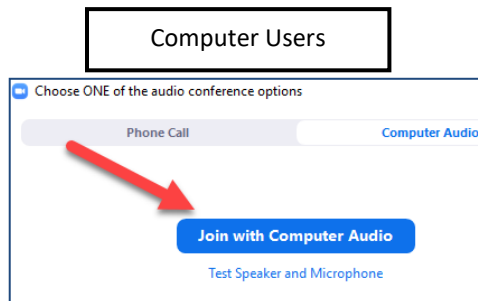 Computer Users
Choose ONE of the audio conference options
Phone Call Computer Audio
Join with Computer Audio
Test Speaker and Microphone